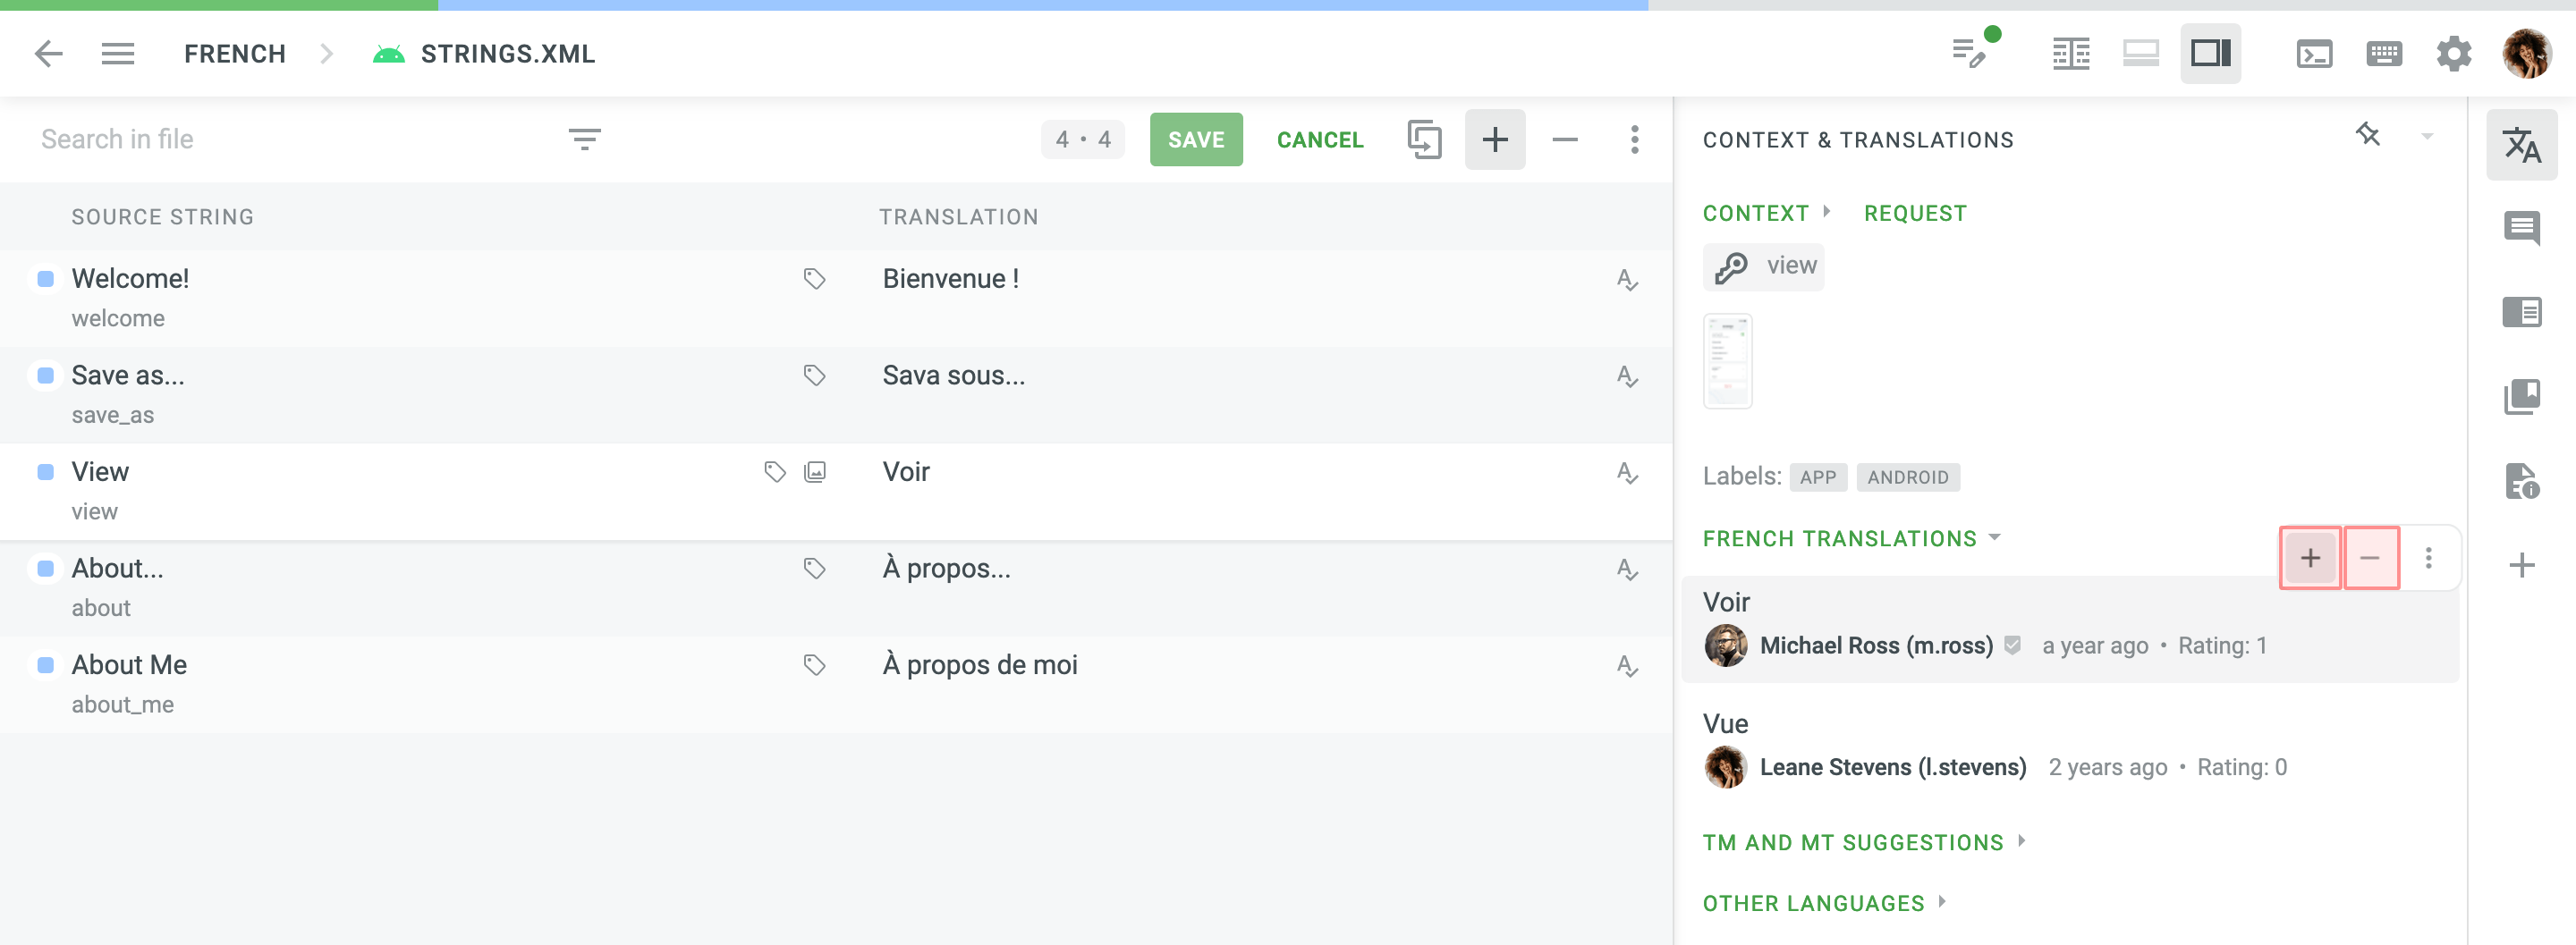 FRENCH STRINGS.XML
Search in file
4 • 4
SAVE
CANCEL
SOURCE STRING
TRANSLATION
Welcome!
welcome
Bienvenue !
Save as...
save_as
Sava sous...
View
view
Voir
About...
about
À propos...
About Me
about_me
À propos de moi
CONTEXT & TRANSLATIONS
CONTEXT
REQUEST
view
Labels: APP ANDROID
FRENCH TRANSLATIONS
Voir
Michael Ross (m.ross) a year ago • Rating: 1
Vue
Leane Stevens (l.stevens) 2 years ago • Rating: 0
TM AND MT SUGGESTIONS
OTHER LANGUAGES